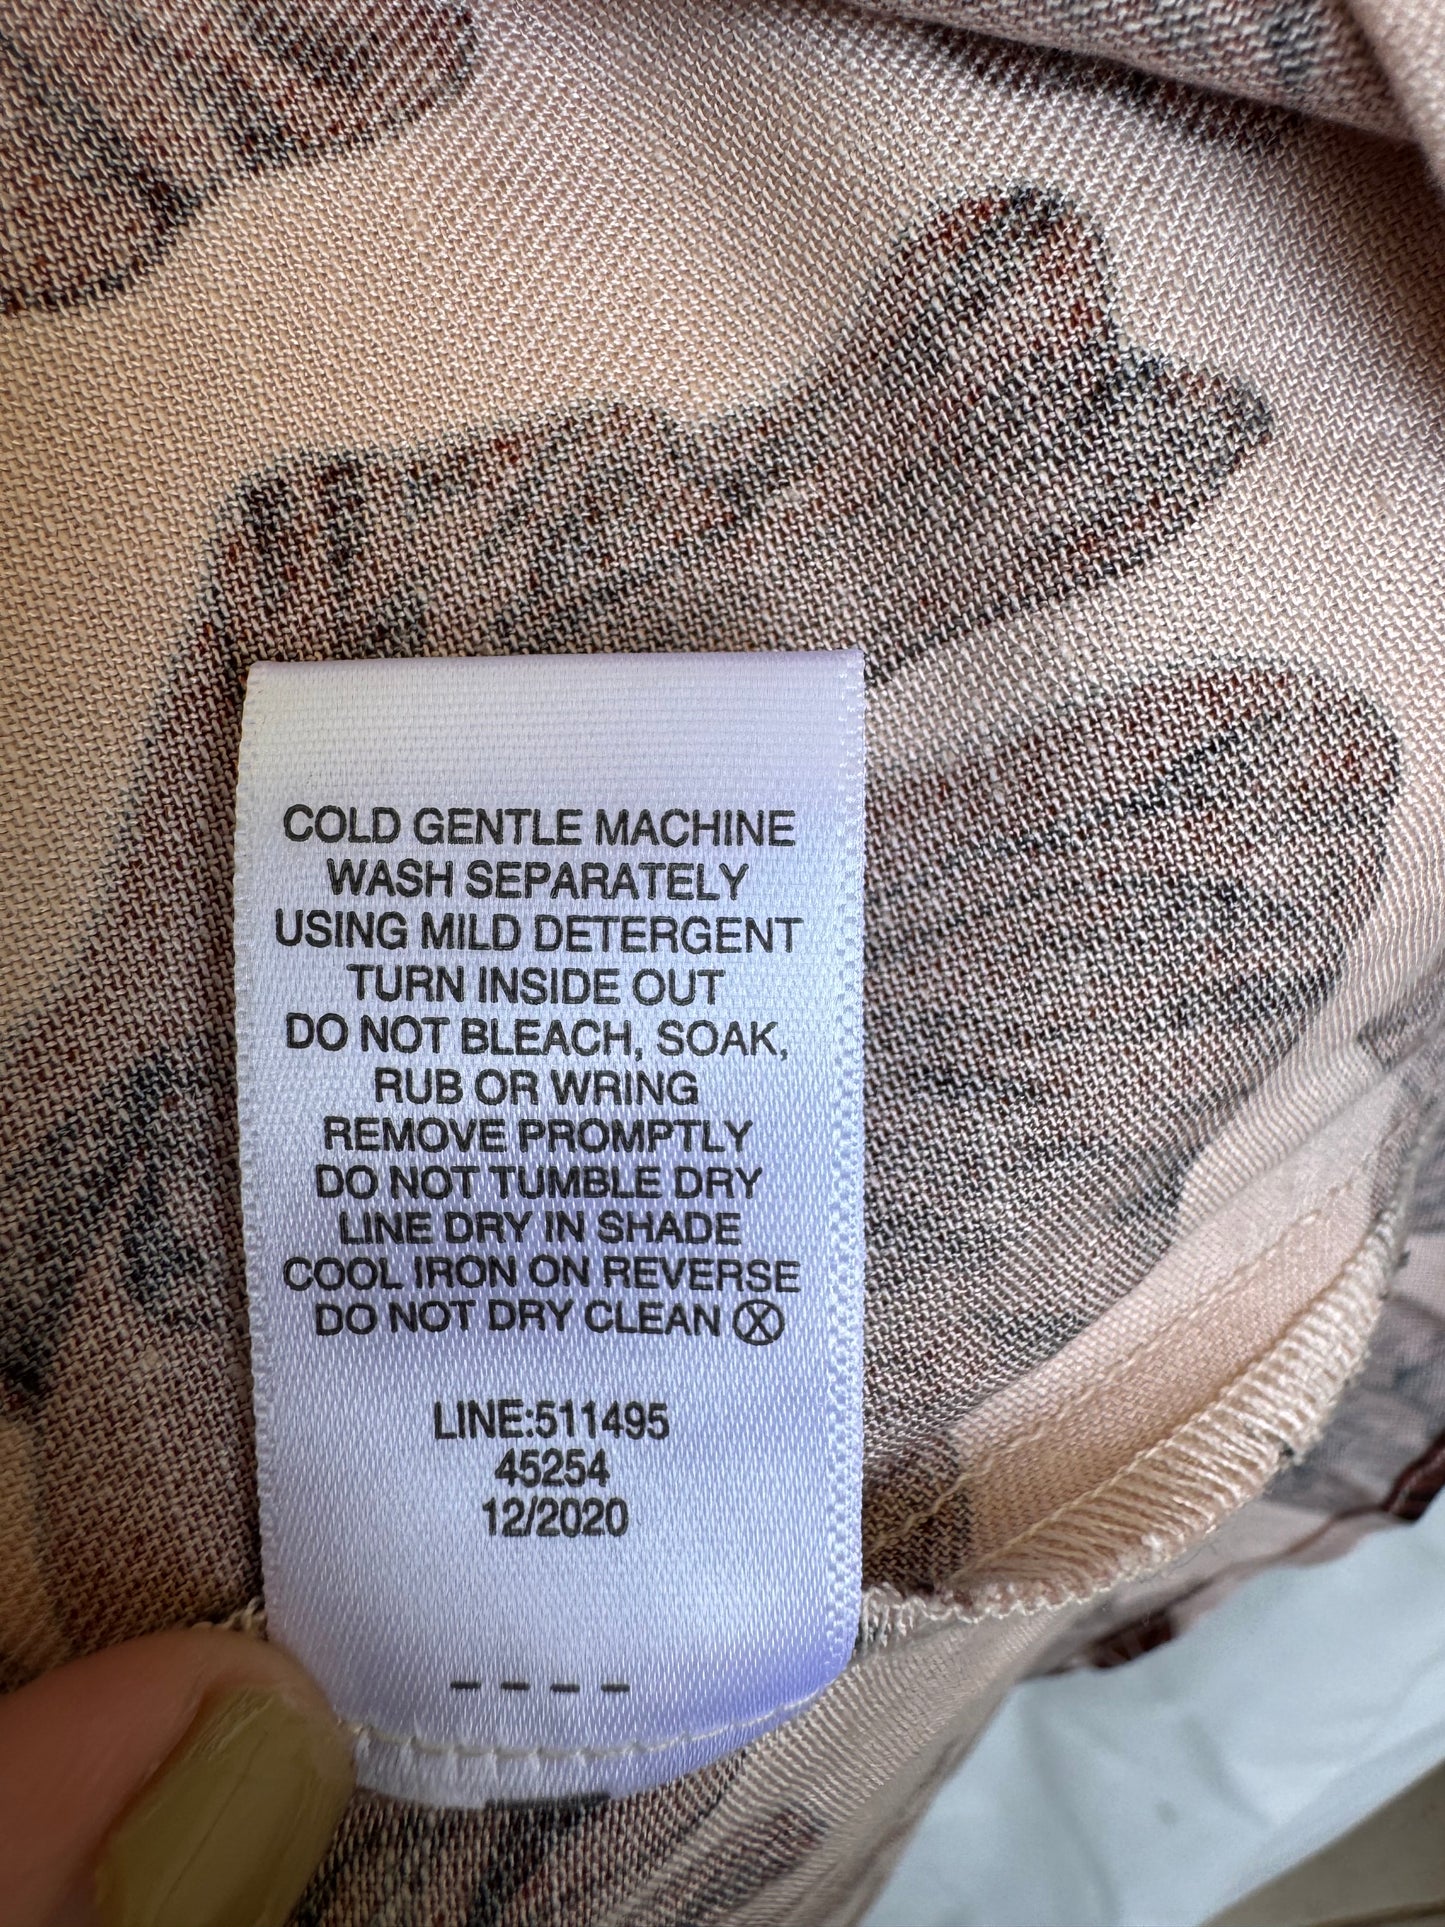 COLD GENTLE MACHINE
WASH SEPARATELY
USING MILD DETERGENT
TURN INSIDE OUT
DO NOT BLEACH, SOAK,
RUB OR WRING
REMOVE PROMPTLY
DO NOT TUMBLE DRY
LINE DRY IN SHADE
COOL IRON ON REVERSE
DO NOT DRY CLEAN Ⓧ
LINE:511495
45254
12/2020
- - - -